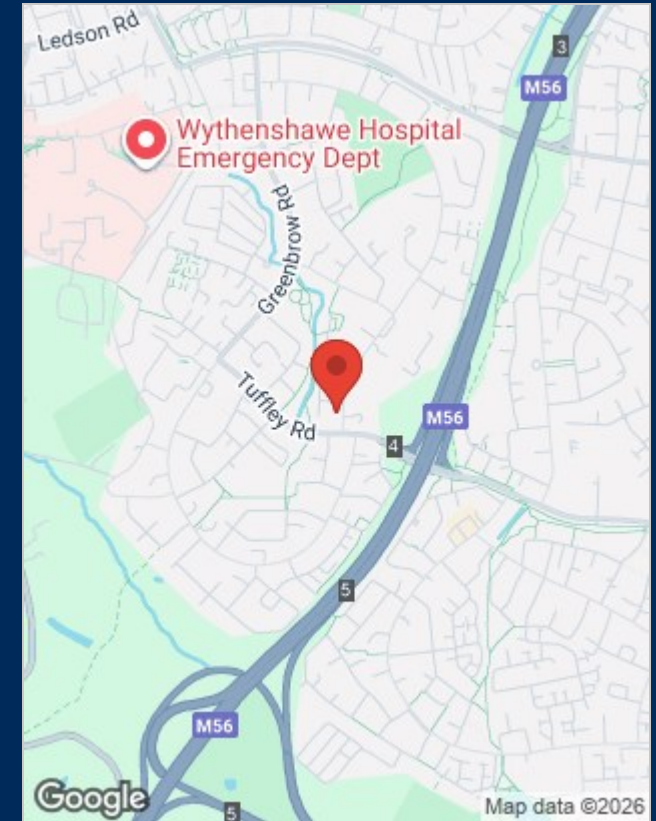 Ledson Rd
3
M56
Wythenshawe Hospital
Emergency Dept
Greenbrow Rd
Tuffley Rd
M56
4
5
M56
5
Google
Map data ©2026